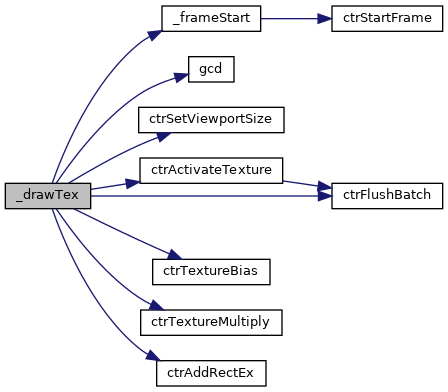 _frameStart
ctrStartFrame
gcd
ctrSetViewportSize
ctrActivateTexture
_drawTex
ctrFlushBatch
ctrTextureBias
ctrTextureMultiply
ctrAddRectEx